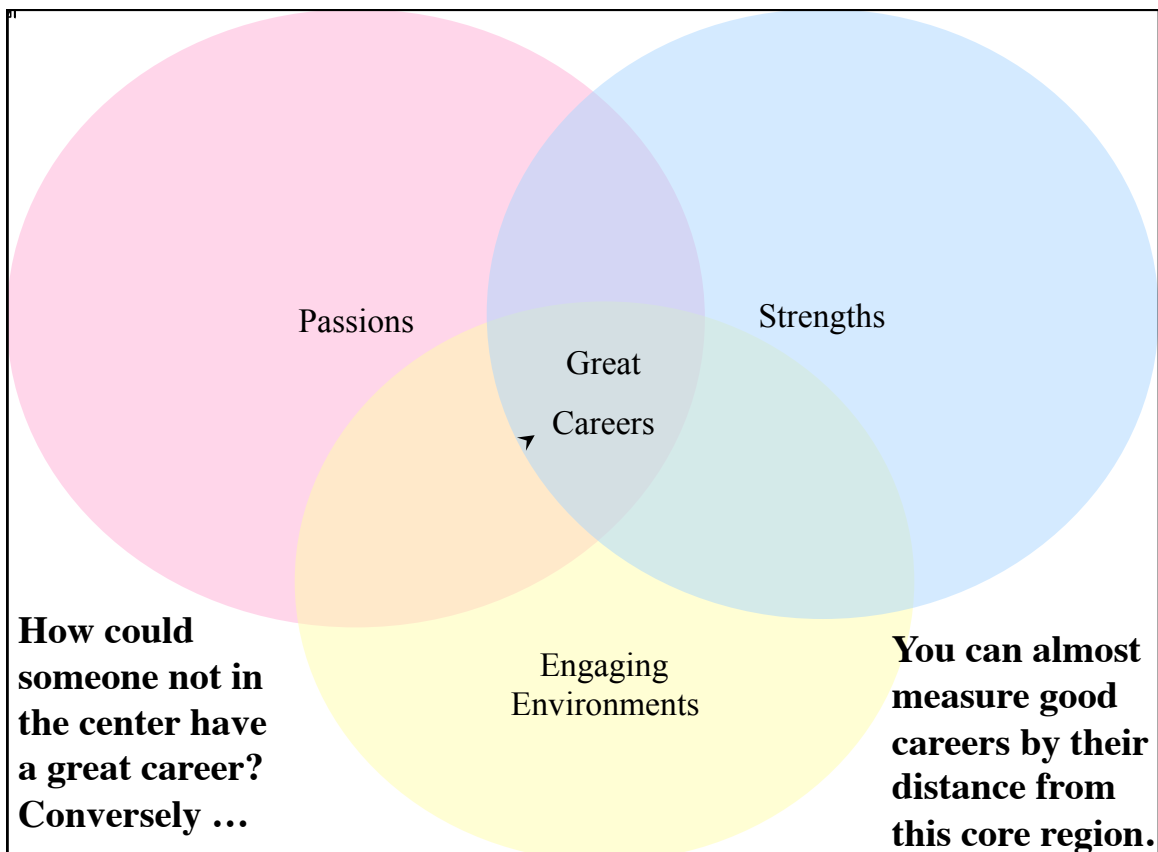 Passions
Strengths
Great
Careers
Engaging
Environments
How could
someone not in
the center have
a great career?
Conversely …
You can almost
measure good
careers by their
distance from
this core region.